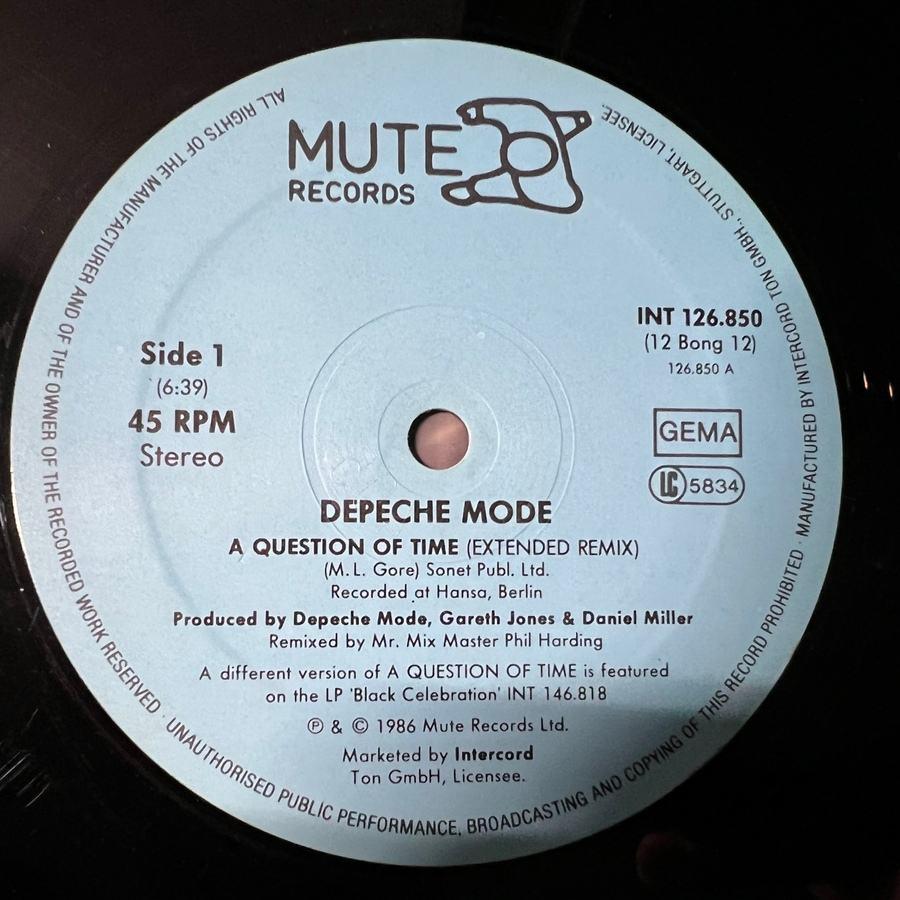 MUTE
RECORDS
INT 126.850
(12 Bong 12)
126.850 A
Side 1
(6:39)
45 RPM
Stereo
GEMA
LC 5834
DEPECHE MODE
A QUESTION OF TIME (EXTENDED REMIX)
(M. L. Gore) Sonet Publ. Ltd.
Recorded at Hansa, Berlin
Produced by Depeche Mode, Gareth Jones & Daniel Miller
Remixed by Mr. Mix Master Phil Harding
A different version of A QUESTION OF TIME is featured
on the LP 'Black Celebration' INT 146.818
℗ & © 1986 Mute Records Ltd.
Marketed by Intercord
Ton GmbH, Licensee.
ALL RIGHTS OF THE MANUFACTURER AND OF THE OWNER OF THE RECORDED WORK RESERVED · UNAUTHORISED PUBLIC PERFORMANCE, BROADCASTING AND COPYING OF THIS RECORD PROHIBITED · MANUFACTURED BY INTERCORD TON GMBH., STUTTGART, LICENSEE.